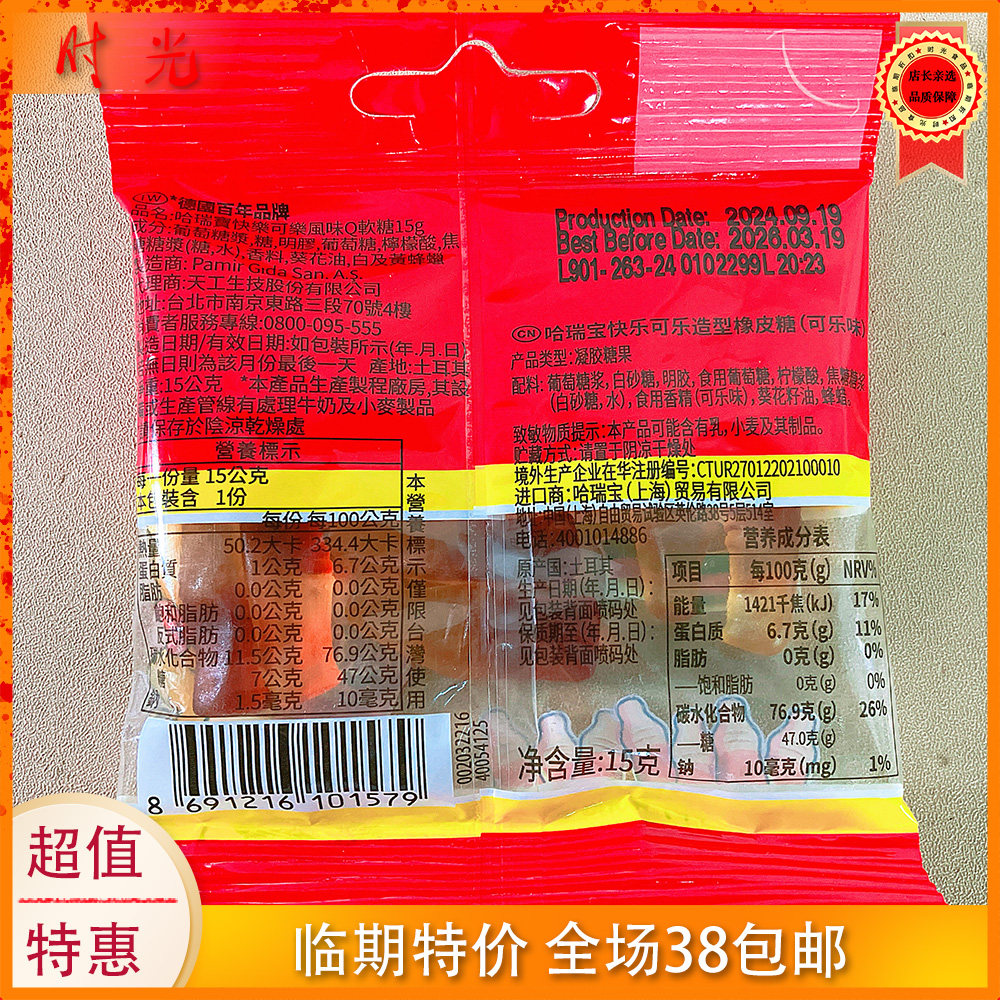 时光
店长亲选
品质保障
TW *德國百年品牌
品名:哈瑞寶快樂可樂風味Q軟糖15g
成分:葡萄糖漿,糖,明膠,葡萄糖,檸檬酸,焦
糖漿(糖,水),香料,葵花油,白及黃蜂蠟
造商: Pamir Gida San. A.S.
代理商:天工生技股份有限公司
址:台北市南京東路三段70號4樓
費者服務專線:0800-095-555
造日期/有效日期:如包裝所示(年.月.日)
無日則為該月份最後一天 產地:土耳其
:15公克 *本產品生產製程廠房,其設
或生產管線有處理牛奶及小麥製品
保存於陰涼乾燥處
營養標示
每一份量 15公克
本包裝含 1份
每份 每100公克
熱量 50.2大卡 334.4大卡
蛋白質 1公克 6.7公克
脂肪 0.0公克 0.0公克
飽和脂肪 0.0公克 0.0公克
反式脂肪 0.0公克 0.0公克
碳水化合物 11.5公克 76.9公克
糖 7公克 47公克
鈉 1.5毫克 10毫克
本營養標示僅限台灣使用
8 691216 101579
0020372216
40054125
Production Date: 2024.09.19
Best Before Date: 2026.03.19
L901- 263-24 0102299L 20:23
CN 哈瑞宝快乐可乐造型橡皮糖(可乐味)
产品类型:凝胶糖果
配料:葡萄糖浆,白砂糖,明胶,食用葡萄糖,柠檬酸,焦糖糖浆
(白砂糖,水),食用香精(可乐味),葵花籽油,蜂蜡。
致敏物质提示:本产品可能含有乳,小麦及其制品。
贮藏方式:请置于阴凉干燥处
境外生产企业在华注册编号:CTUR27012202100010
进口商:哈瑞宝(上海)贸易有限公司
地址:中国(上海)自由贸易试验区英伦路38号5层514室
电话:4001014886
原产国:土耳其
生产日期(年.月.日):
见包装背面喷码处
保质期至(年.月.日):
见包装背面喷码处
营养成分表
项目 每100克(g) NRV%
能量 1421千焦(kJ) 17%
蛋白质 6.7克(g) 11%
脂肪 0克(g) 0%
—饱和脂肪 0克(g) 0%
碳水化合物 76.9克(g) 26%
—糖 47.0克(g)
鈉 10毫克(mg) 1%
净含量:15克
超值
特惠
临期特价 全场38包邮